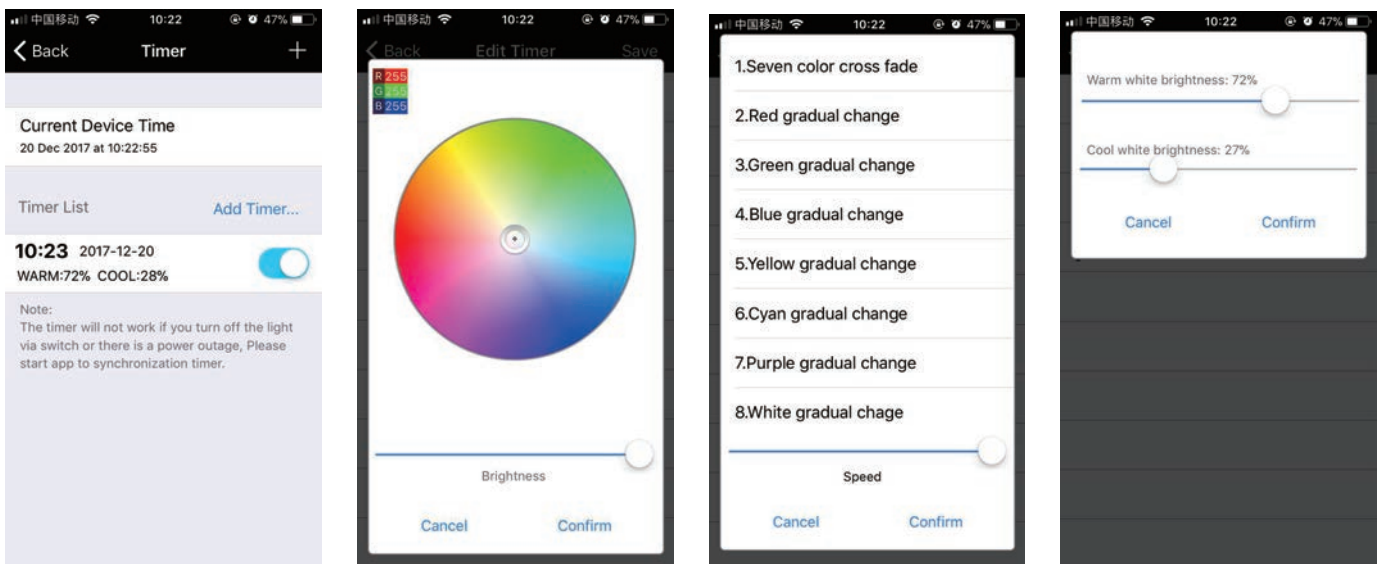 中国移动 10:22 47%
Back Timer +
Current Device Time
20 Dec 2017 at 10:22:55
Timer List Add Timer...
10:23 2017-12-20
WARM:72% COOL:28%
Note:
The timer will not work if you turn off the light
via switch or there is a power outage, Please
start app to synchronization timer.
中国移动 10:22 47%
Back Edit Timer Save
R 255
G 255
B 255
Brightness
Cancel Confirm
中国移动 10:22 47%
1.Seven color cross fade
2.Red gradual change
3.Green gradual change
4.Blue gradual change
5.Yellow gradual change
6.Cyan gradual change
7.Purple gradual change
8.White gradual chage
Speed
Cancel Confirm
中国移动 10:22 47%
Warm white brightness: 72%
Cool white brightness: 27%
Cancel Confirm